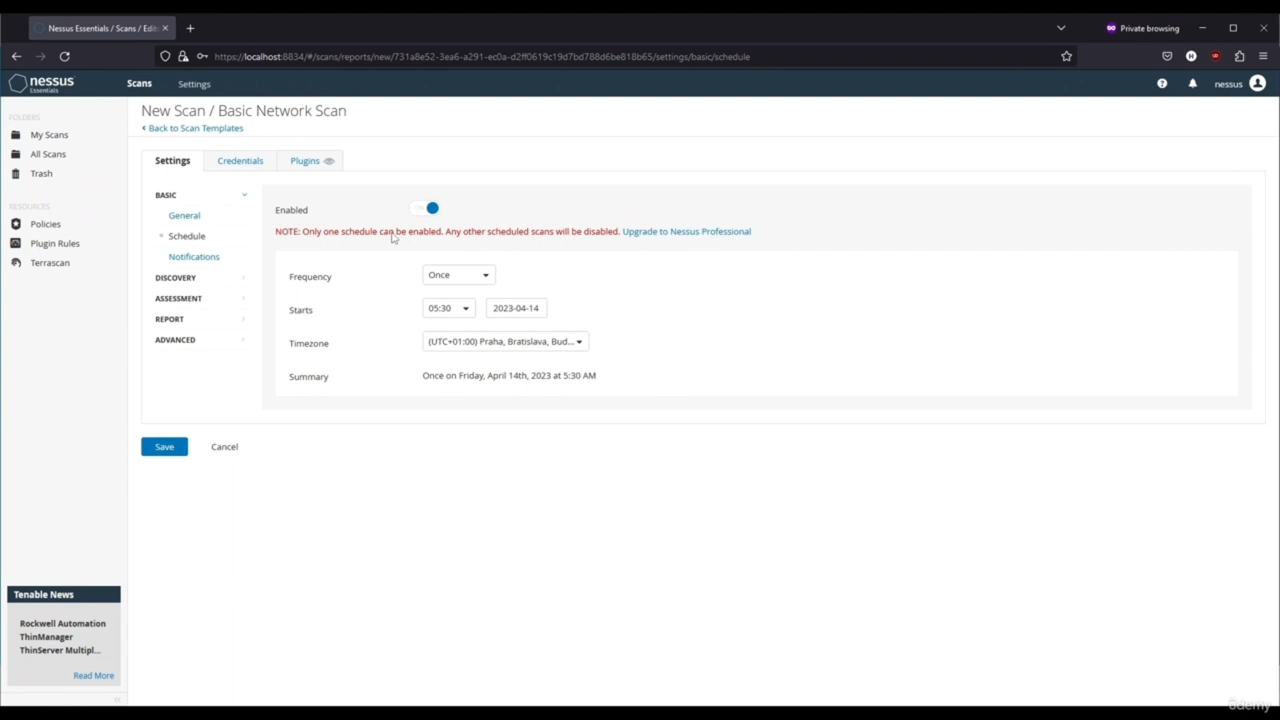 Nessus Essentials / Scans / Edit
Private browsing
https://localhost:8834/#/scans/reports/new/731a8e52-3ea6-a291-ec0a-d2ff0619c19d7bd788d6be818b65/settings/basic/schedule
nessus
Essentials
Scans
Settings
nessus
FOLDERS
My Scans
All Scans
Trash
RESOURCES
Policies
Plugin Rules
Terrascan
New Scan / Basic Network Scan
Back to Scan Templates
Settings
Credentials
Plugins
BASIC
General
Schedule
Notifications
DISCOVERY
ASSESSMENT
REPORT
ADVANCED
Enabled
NOTE: Only one schedule can be enabled. Any other scheduled scans will be disabled. Upgrade to Nessus Professional
Frequency
Once
Starts
05:30
2023-04-14
Timezone
(UTC+01:00) Praha, Bratislava, Bud...
Summary
Once on Friday, April 14th, 2023 at 5:30 AM
Save
Cancel
Tenable News
Rockwell Automation
ThinManager
ThinServer Multipl...
Read More
ûdemy